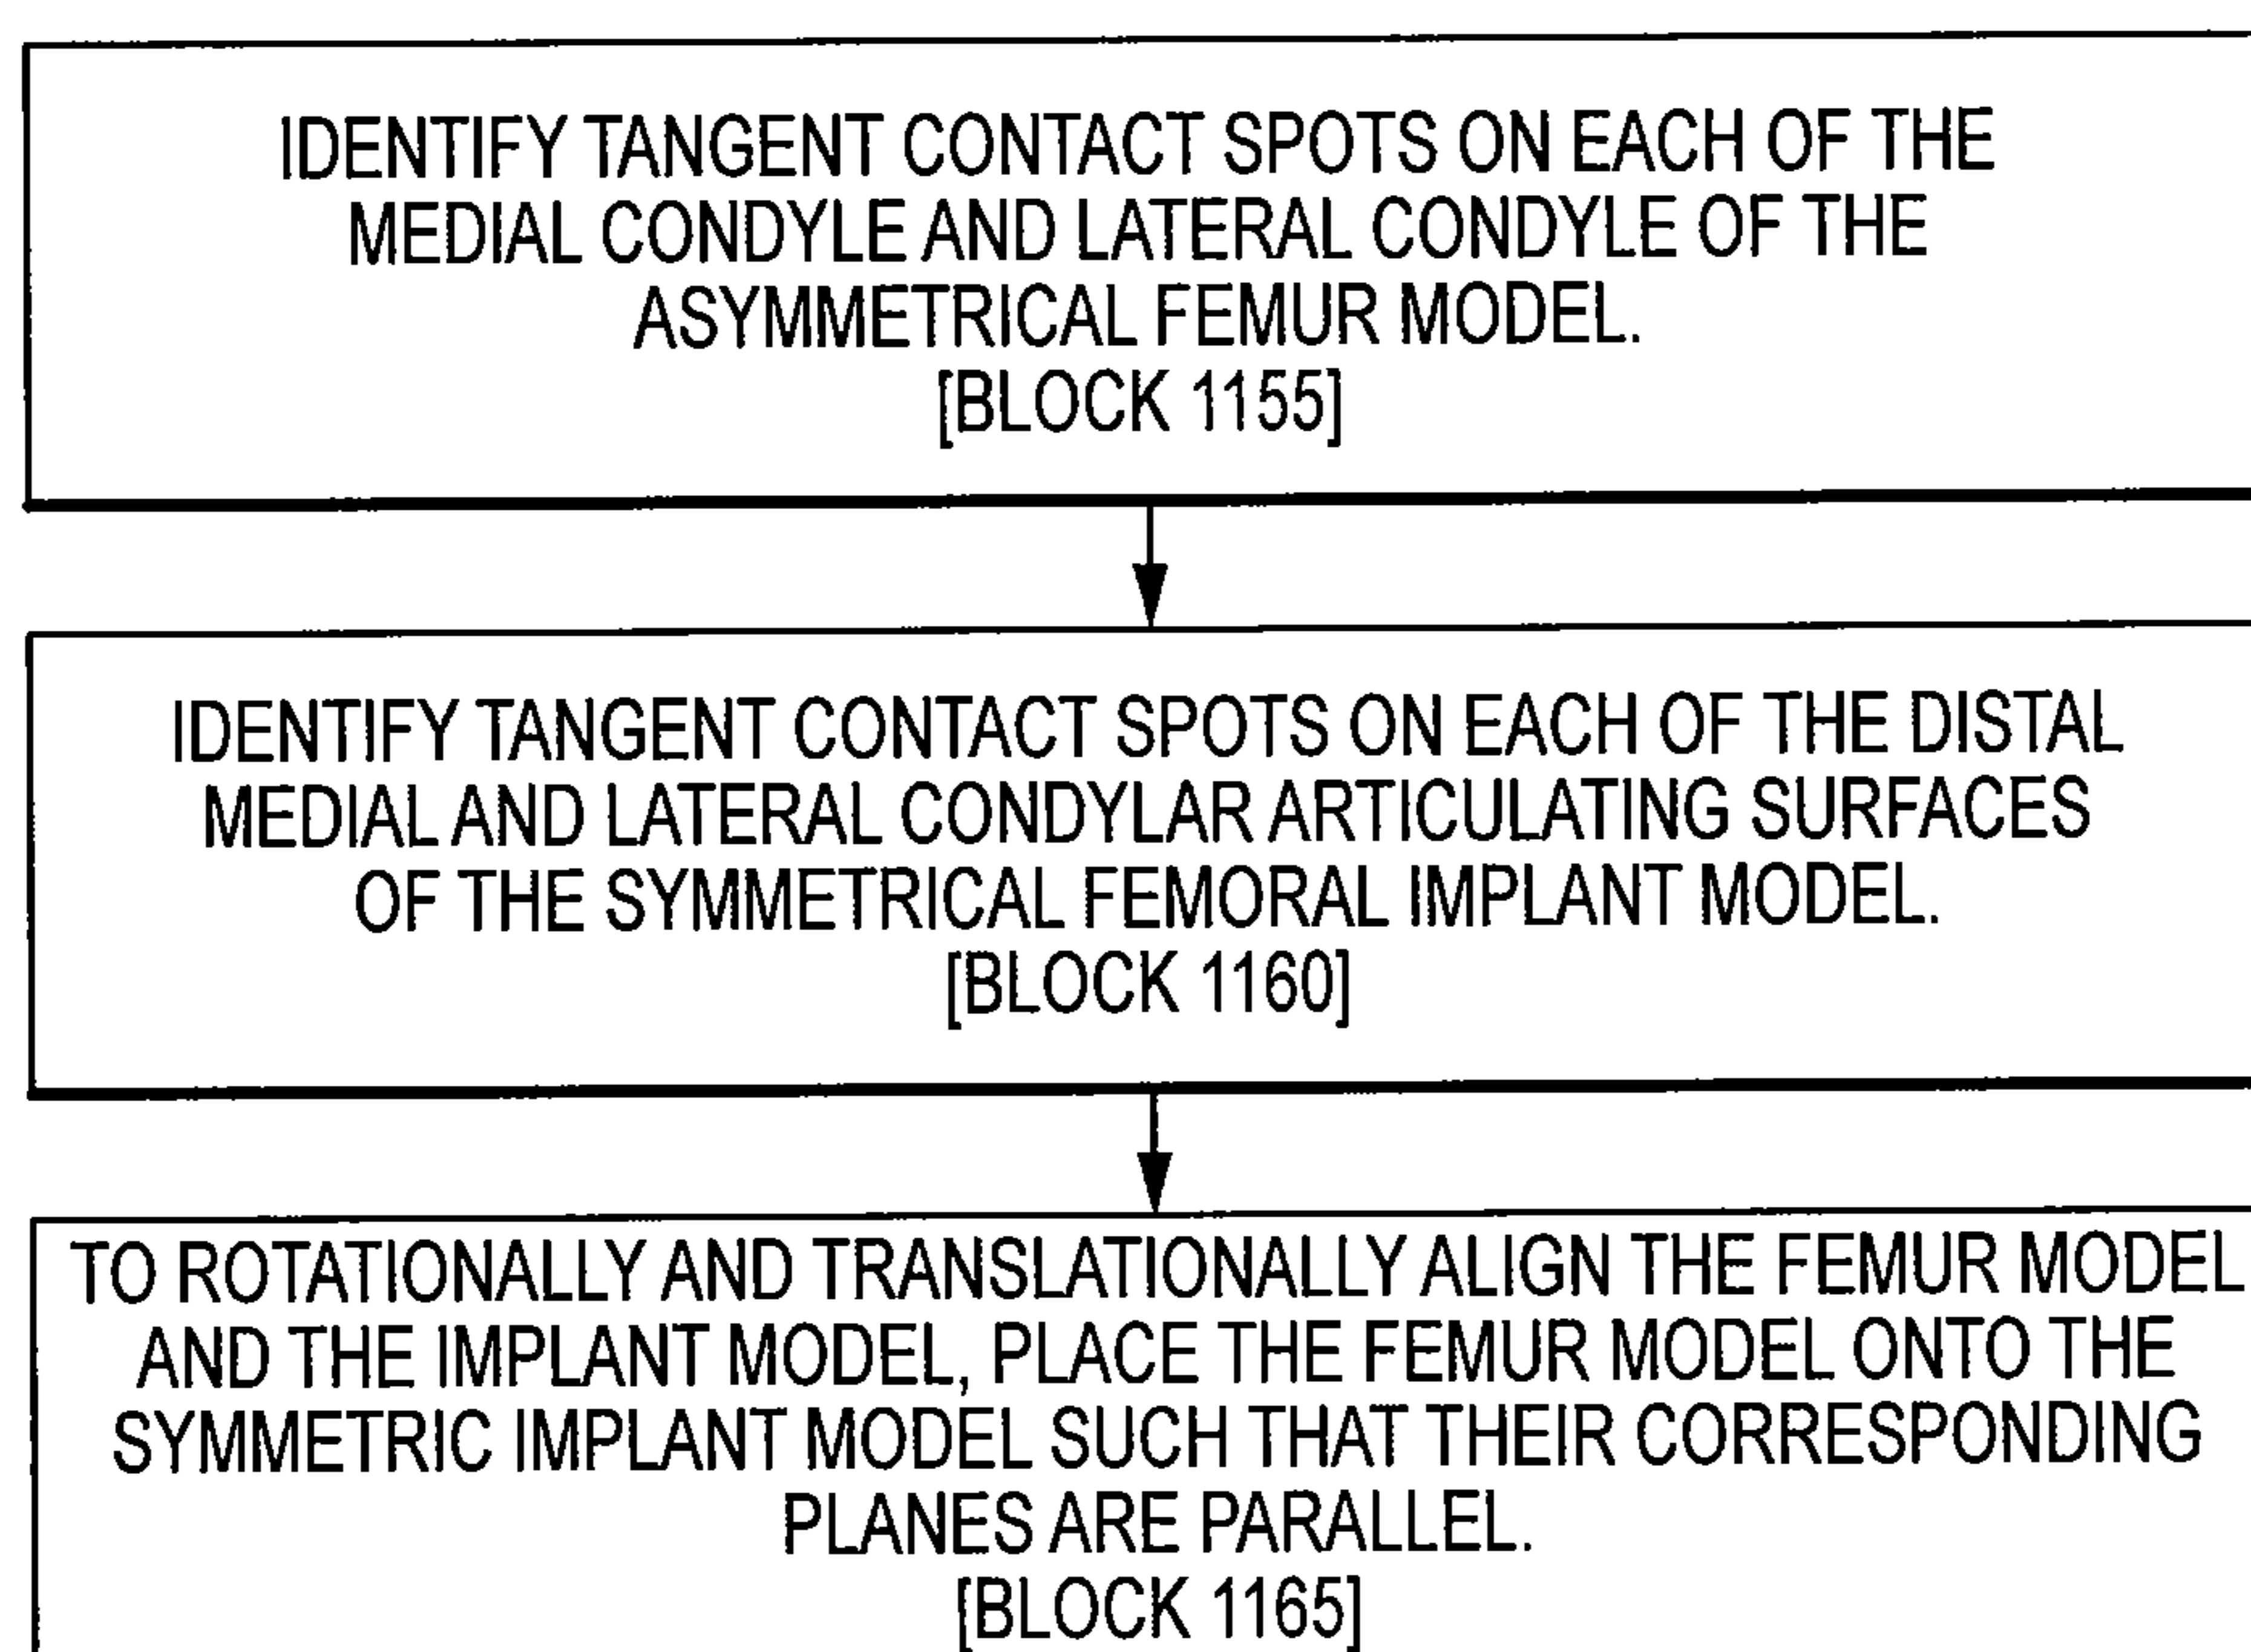 IDENTIFY TANGENT CONTACT SPOTS ON EACH OF THE
MEDIAL CONDYLE AND LATERAL CONDYLE OF THE
ASYMMETRICAL FEMUR MODEL.
[BLOCK 1155]
IDENTIFY TANGENT CONTACT SPOTS ON EACH OF THE DISTAL
MEDIAL AND LATERAL CONDYLAR ARTICULATING SURFACES
OF THE SYMMETRICAL FEMORAL IMPLANT MODEL.
[BLOCK 1160]
TO ROTATIONALLY AND TRANSLATIONALLY ALIGN THE FEMUR MODEL
AND THE IMPLANT MODEL, PLACE THE FEMUR MODEL ONTO THE
SYMMETRIC IMPLANT MODEL SUCH THAT THEIR CORRESPONDING
PLANES ARE PARALLEL.
[BLOCK 1165]